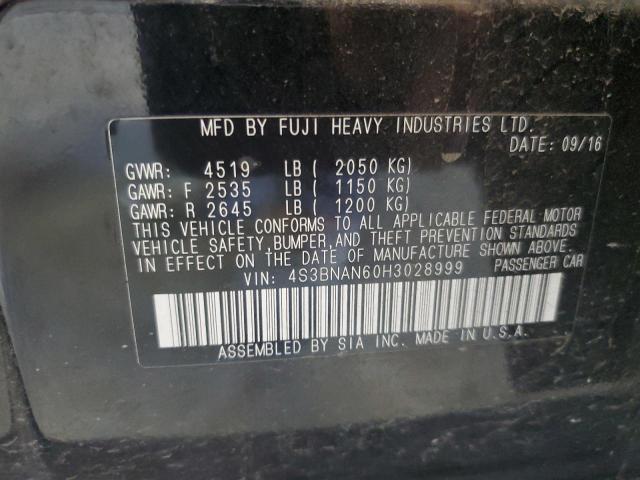 MFD BY FUJI HEAVY INDUSTRIES LTD.
DATE: 09/16
GVWR: 4519 LB ( 2050 KG)
GAWR: F 2535 LB ( 1150 KG)
GAWR: R 2645 LB ( 1200 KG)
THIS VEHICLE CONFORMS TO ALL APPLICABLE FEDERAL MOTOR
VEHICLE SAFETY, BUMPER, AND THEFT PREVENTION STANDARDS
IN EFFECT ON THE DATE OF MANUFACTURE SHOWN ABOVE.
VIN: 4S3BNAN60H3028999 PASSENGER CAR
ASSEMBLED BY SIA INC. MADE IN U.S.A.